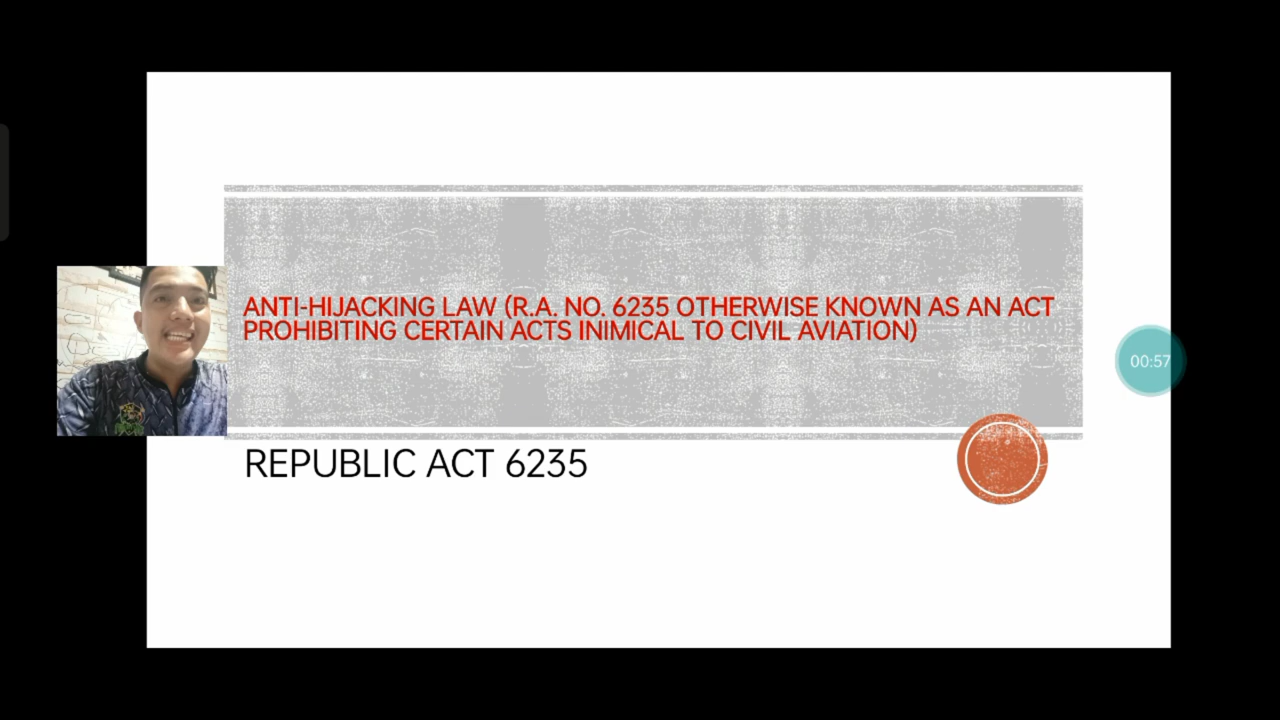 ANTI-HIJACKING LAW (R.A. NO. 6235 OTHERWISE KNOWN AS AN ACT
PROHIBITING CERTAIN ACTS INIMICAL TO CIVIL AVIATION)
00:57
REPUBLIC ACT 6235